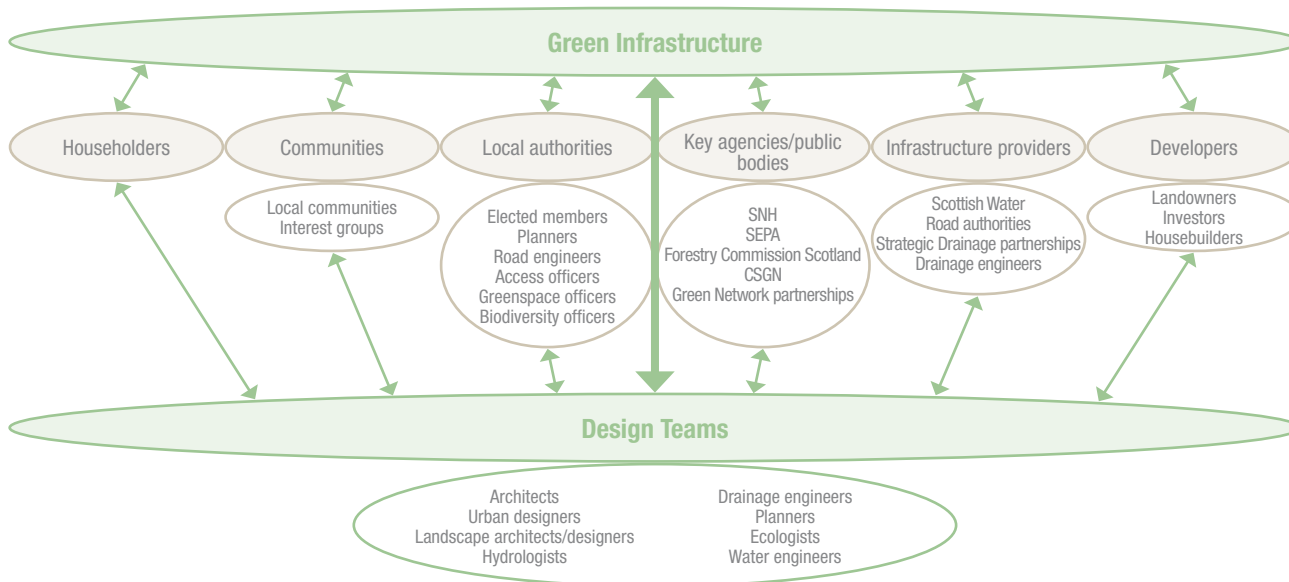 Green Infrastructure
Householders
Communities
Local communities
Interest groups
Local authorities
Elected members
Planners
Road engineers
Access officers
Greenspace officers
Biodiversity officers
Key agencies/public
bodies
SNH
SEPA
Forestry Commission Scotland
CSGN
Green Network partnerships
Infrastructure providers
Scottish Water
Road authorities
Strategic Drainage partnerships
Drainage engineers
Developers
Landowners
Investors
Housebuilders
Design Teams
Architects
Urban designers
Landscape architects/designers
Hydrologists
Drainage engineers
Planners
Ecologists
Water engineers